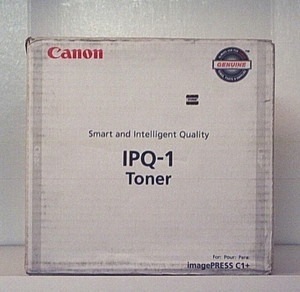 Canon
GENUINE
Smart and Intelligent Quality
IPQ-1
Toner
For: Pour: Para:
imagePRESS C1+